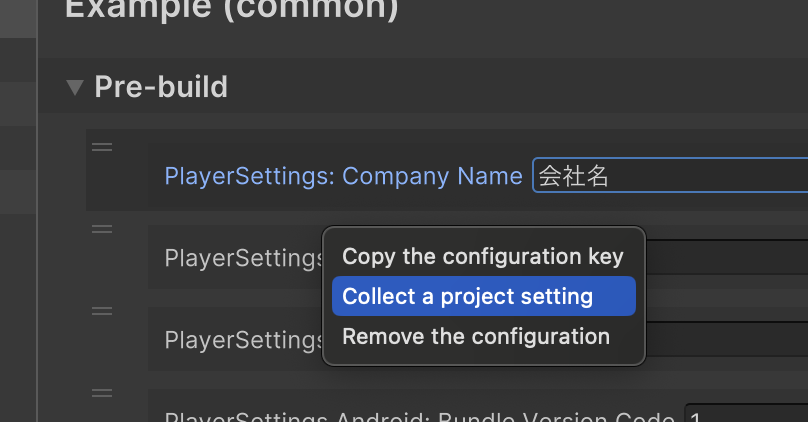 Example (common)
Pre-build
PlayerSettings: Company Name 会社名
PlayerSettings
Copy the configuration key
Collect a project setting
PlayerSettings
Remove the configuration
PlayerSettings Android: Bundle Version Code 1